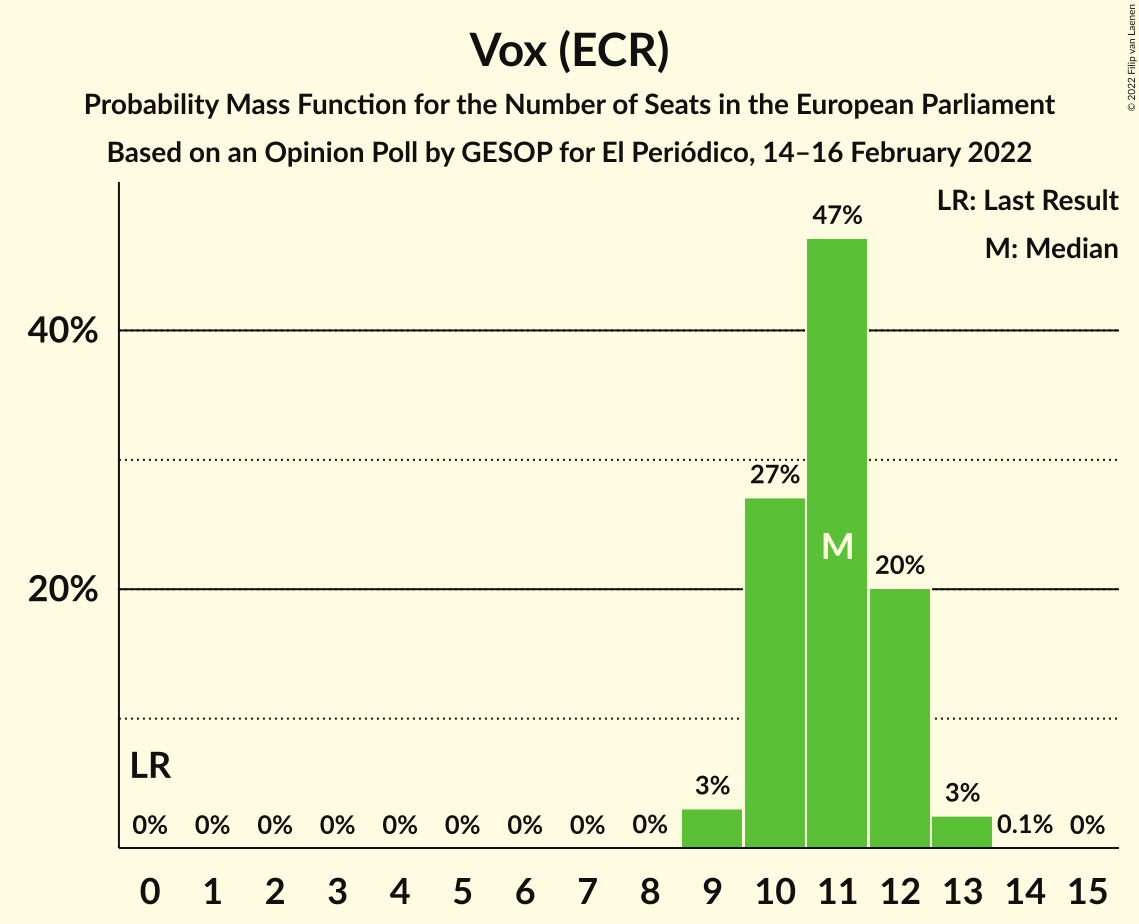 Vox (ECR)
Probability Mass Function for the Number of Seats in the European Parliament
Based on an Opinion Poll by GESOP for El Periódico, 14–16 February 2022
© 2022 Filip van Laenen
LR: Last Result
M: Median
47%
40%
27%
M
20%
20%
LR
3%
3%
0% 0% 0% 0% 0% 0% 0% 0% 0% 0.1% 0%
0 1 2 3 4 5 6 7 8 9 10 11 12 13 14 15